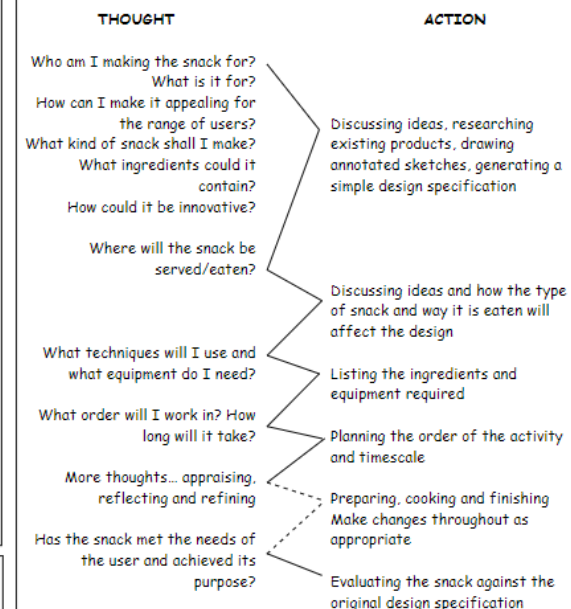 THOUGHT
ACTION
Who am I making the snack for?
What is it for?
How can I make it appealing for
the range of users?
What kind of snack shall I make?
What ingredients could it
contain?
How could it be innovative?
Discussing ideas, researching
existing products, drawing
annotated sketches, generating a
simple design specification
Where will the snack be
served/eaten?
Discussing ideas and how the type
of snack and way it is eaten will
affect the design
What techniques will I use and
what equipment do I need?
Listing the ingredients and
equipment required
What order will I work in? How
long will it take?
Planning the order of the activity
and timescale
More thoughts... appraising,
reflecting and refining
Preparing, cooking and finishing
Make changes throughout as
appropriate
Has the snack met the needs of
the user and achieved its
purpose?
Evaluating the snack against the
original design specification